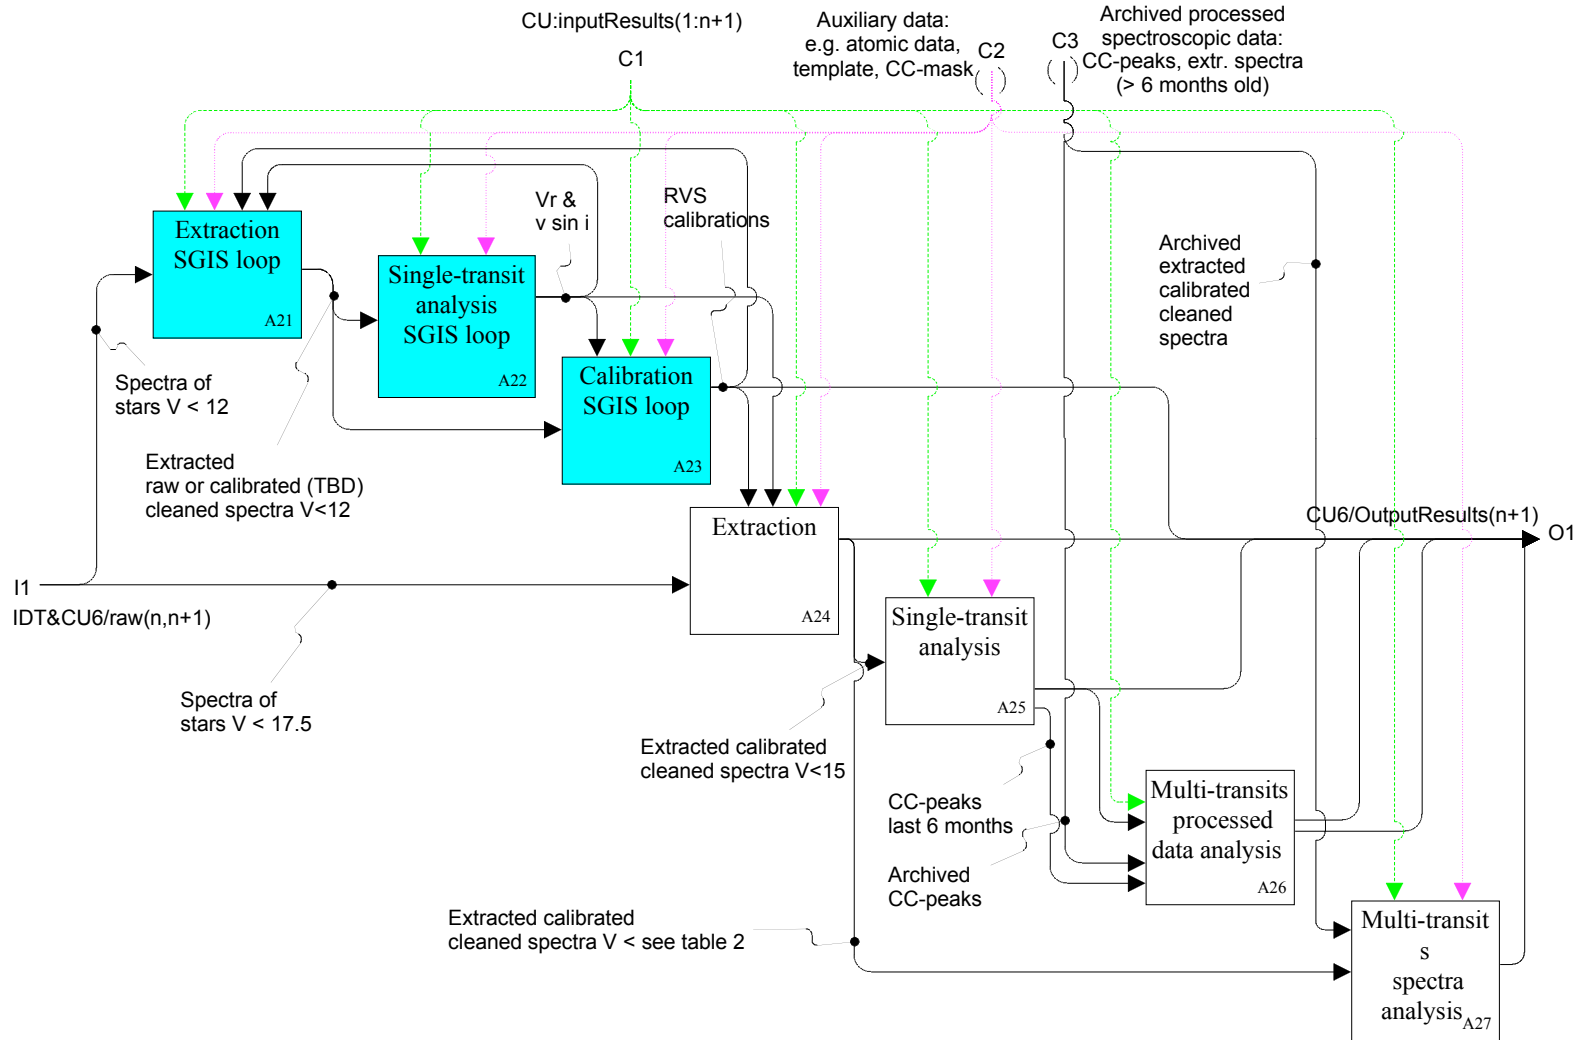 CU:inputResults(1:n+1)
C1
Auxiliary data:
e.g. atomic data,
template, CC-mask
C2
C3
Archived processed
spectroscopic data:
CC-peaks, extr. spectra
(> 6 months old)
Extraction
SGIS loop
A21
Single-transit
analysis
SGIS loop
A22
Vr &
v sin i
RVS
calibrations
Calibration
SGIS loop
A23
Archived
extracted
calibrated
cleaned
spectra
Spectra of
stars V < 12
Extracted
raw or calibrated (TBD)
cleaned spectra V<12
Extraction
A24
CU6/OutputResults(n+1)
O1
I1
IDT&CU6/raw(n,n+1)
Single-transit
analysis
A25
Spectra of
stars V < 17.5
Extracted calibrated
cleaned spectra V<15
CC-peaks
last 6 months
Multi-transits
processed
data analysis
A26
Archived
CC-peaks
Extracted calibrated
cleaned spectra V < see table 2
Multi-transit
s
spectra
analysis
A27